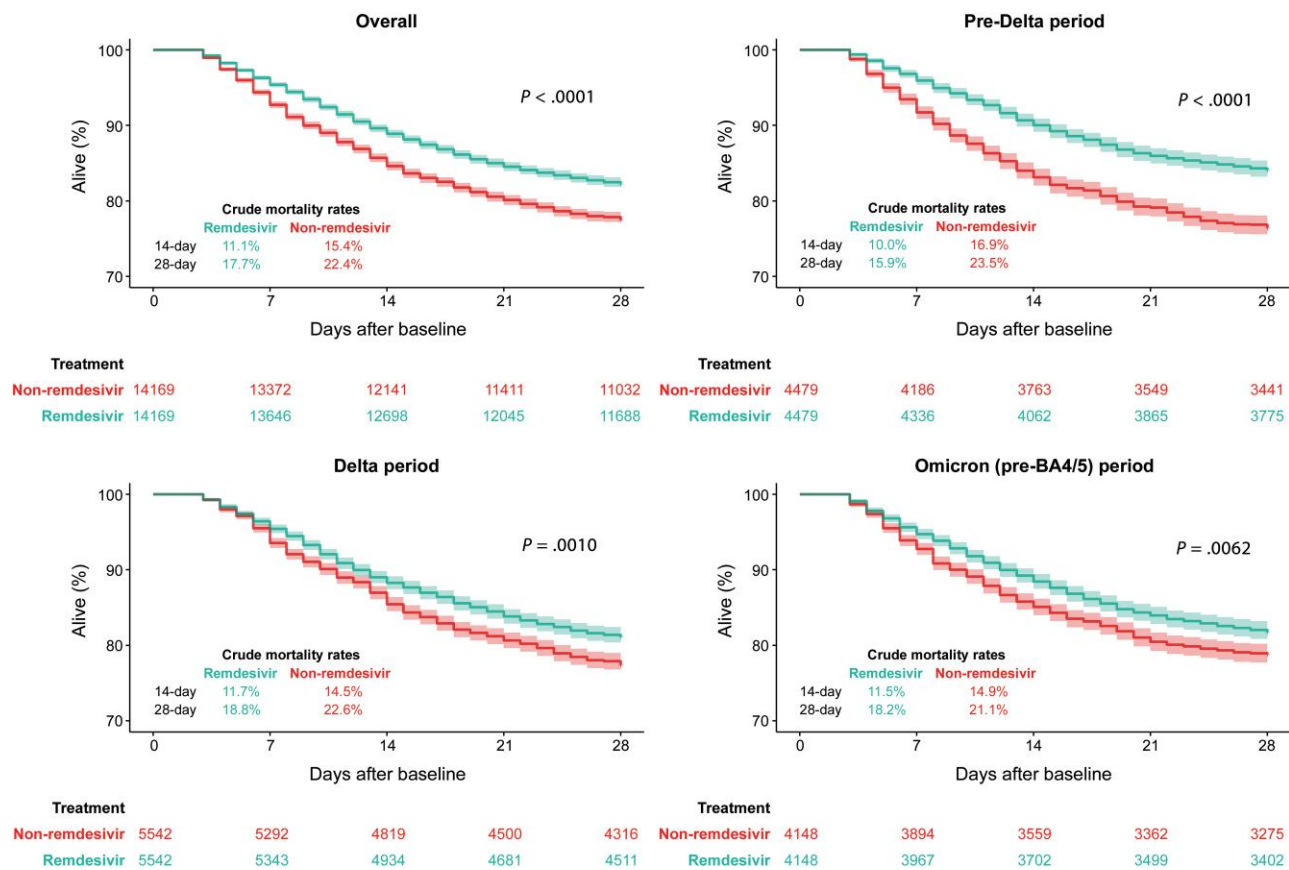 Overall
100
90
80
70
Alive (%)
P < .0001
Crude mortality rates
Remdesivir Non-remdesivir
14-day 11.1% 15.4%
28-day 17.7% 22.4%
0 7 14 21 28
Days after baseline
Treatment
Non-remdesivir 14169 13372 12141 11411 11032
Remdesivir 14169 13646 12698 12045 11688
Pre-Delta period
100
90
80
70
Alive (%)
P < .0001
Crude mortality rates
Remdesivir Non-remdesivir
14-day 10.0% 16.9%
28-day 15.9% 23.5%
0 7 14 21 28
Days after baseline
Treatment
Non-remdesivir 4479 4186 3763 3549 3441
Remdesivir 4479 4336 4062 3865 3775
Delta period
100
90
80
70
Alive (%)
P = .0010
Crude mortality rates
Remdesivir Non-remdesivir
14-day 11.7% 14.5%
28-day 18.8% 22.6%
0 7 14 21 28
Days after baseline
Treatment
Non-remdesivir 5542 5292 4819 4500 4316
Remdesivir 5542 5343 4934 4681 4511
Omicron (pre-BA4/5) period
100
90
80
70
Alive (%)
P = .0062
Crude mortality rates
Remdesivir Non-remdesivir
14-day 11.5% 14.9%
28-day 18.2% 21.1%
0 7 14 21 28
Days after baseline
Treatment
Non-remdesivir 4148 3894 3559 3362 3275
Remdesivir 4148 3967 3702 3499 3402